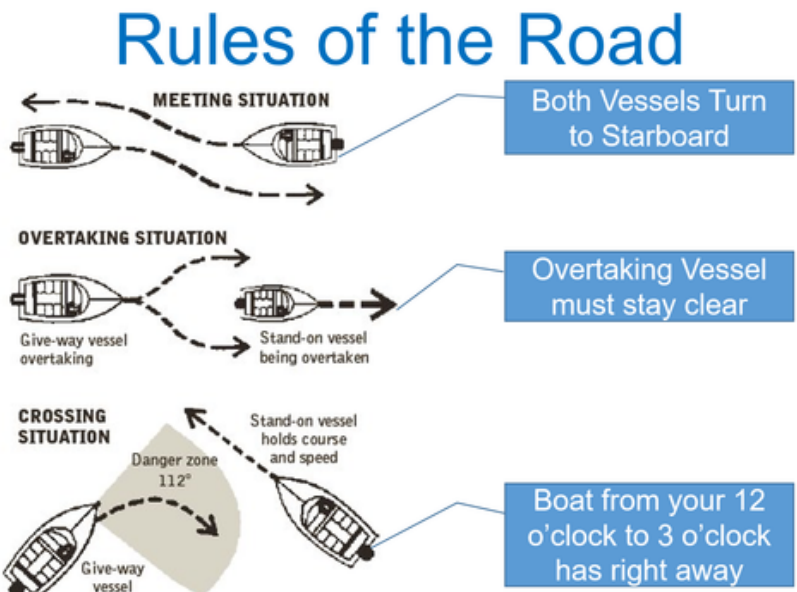 Rules of the Road
MEETING SITUATION
Both Vessels Turn
to Starboard
OVERTAKING SITUATION
Give-way vessel
overtaking
Stand-on vessel
being overtaken
Overtaking Vessel
must stay clear
CROSSING
SITUATION
Danger zone
112°
Stand-on vessel
holds course
and speed
Give-way
vessel
Boat from your 12
o’clock to 3 o’clock
has right away